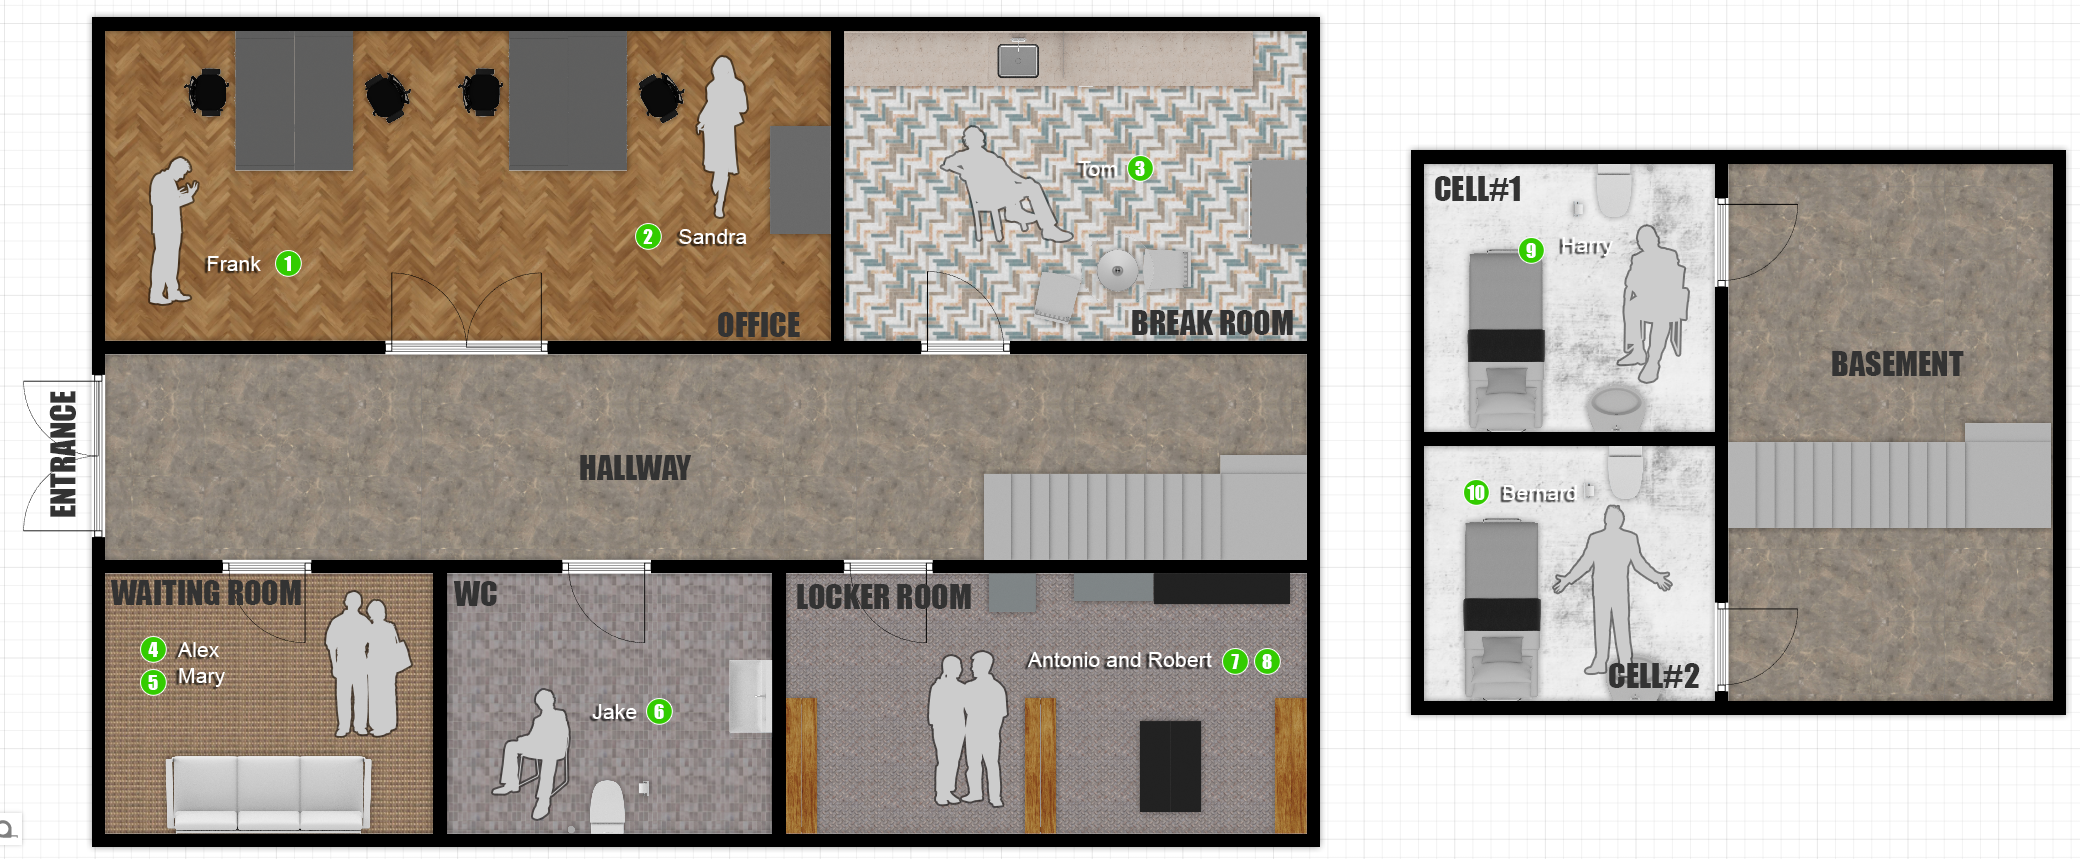 Frank 1
2 Sandra
OFFICE
Tom 3
BREAK ROOM
ENTRANCE
HALLWAY
WAITING ROOM
4 Alex
5 Mary
WC
Jake 6
LOCKER ROOM
Antonio and Robert 7 8
CELL#1
9 Harry
BASEMENT
10 Bernard
CELL#2